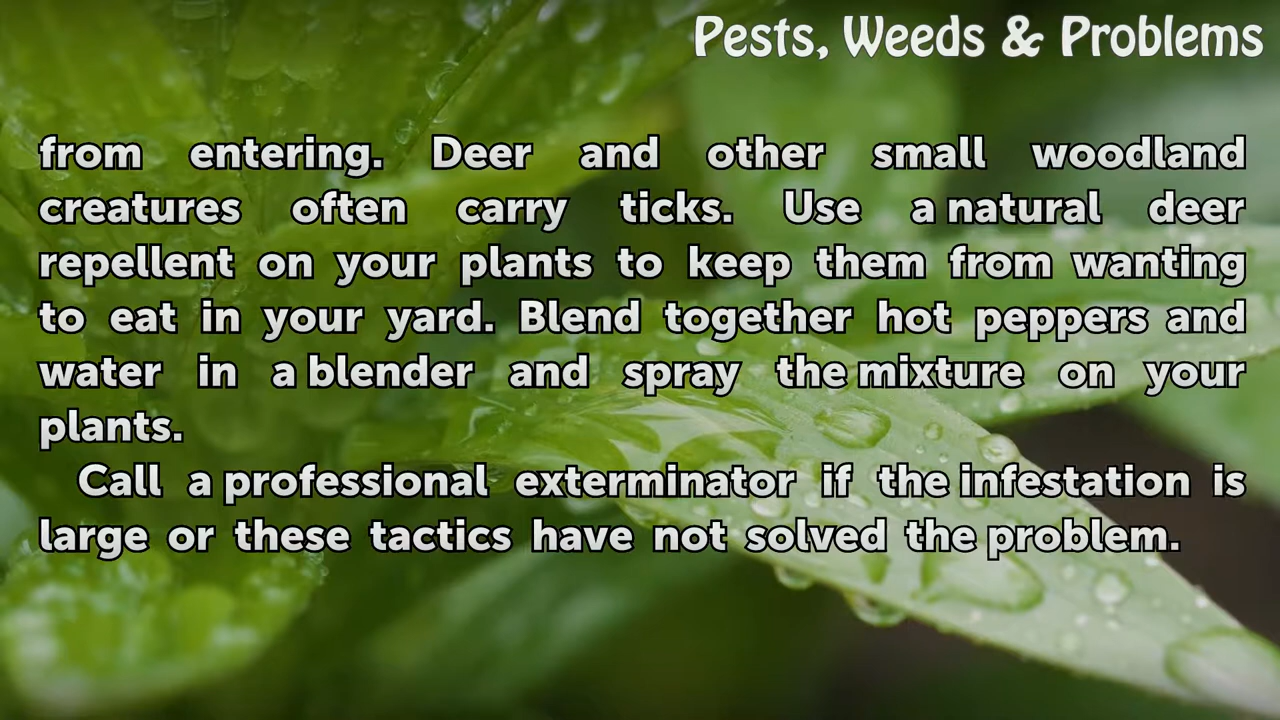 Pests, Weeds & Problems
from entering. Deer and other small woodland
creatures often carry ticks. Use a natural deer
repellent on your plants to keep them from wanting
to eat in your yard. Blend together hot peppers and
water in a blender and spray the mixture on your
plants.
Call a professional exterminator if the infestation is
large or these tactics have not solved the problem.